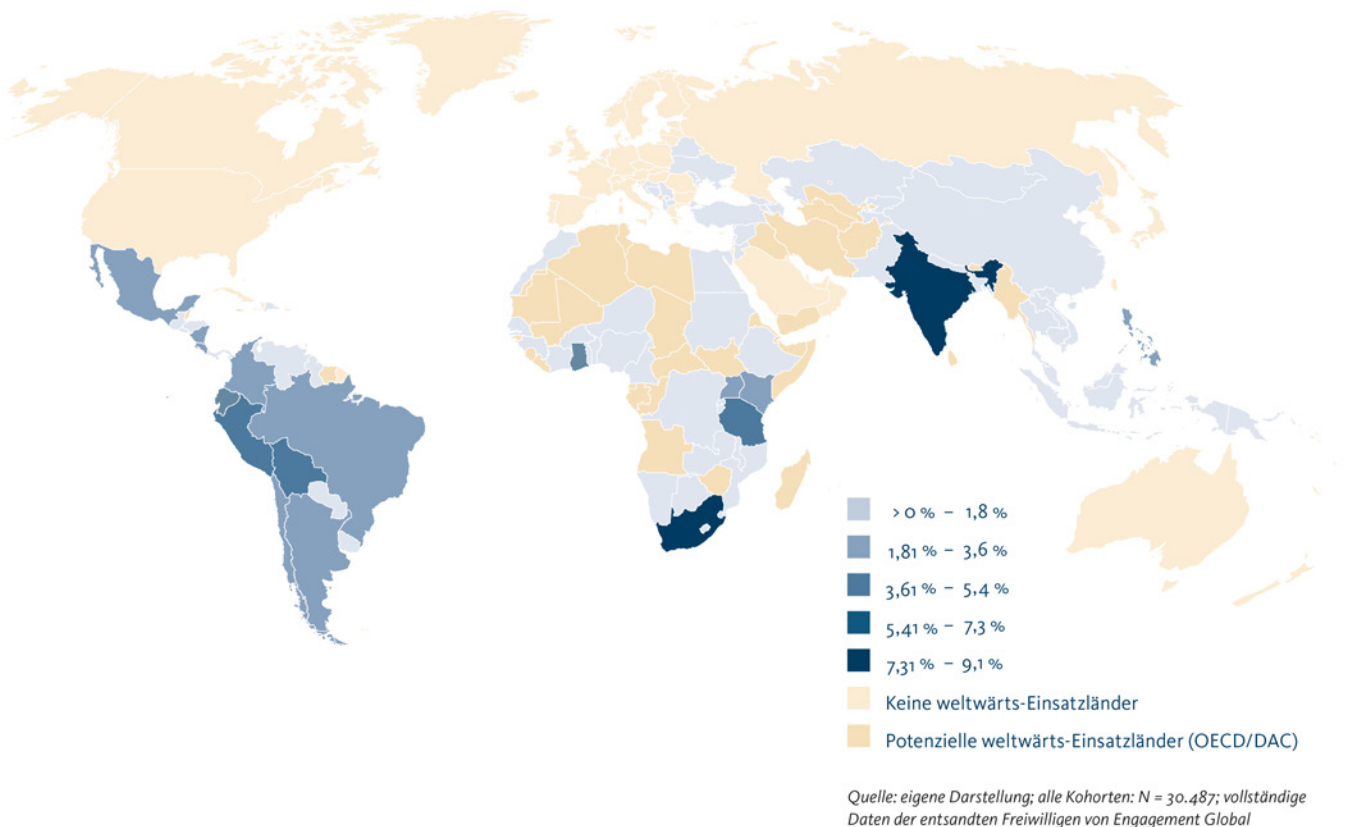 > 0 % – 1,8 %
1,81 % – 3,6 %
3,61 % – 5,4 %
5,41 % – 7,3 %
7,31 % – 9,1 %
Keine weltwärts-Einsatzländer
Potenzielle weltwärts-Einsatzländer (OECD/DAC)
Quelle: eigene Darstellung; alle Kohorten: N = 30.487; vollständige
Daten der entsandten Freiwilligen von Engagement Global